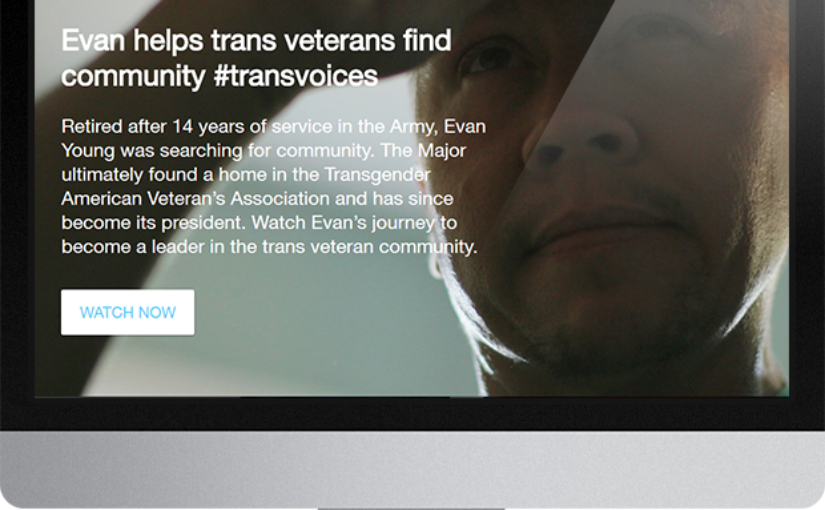 Evan helps trans veterans find
community #transvoices
Retired after 14 years of service in the Army, Evan
Young was searching for community. The Major
ultimately found a home in the Transgender
American Veteran's Association and has since
become its president. Watch Evan's journey to
become a leader in the trans veteran community.
WATCH NOW